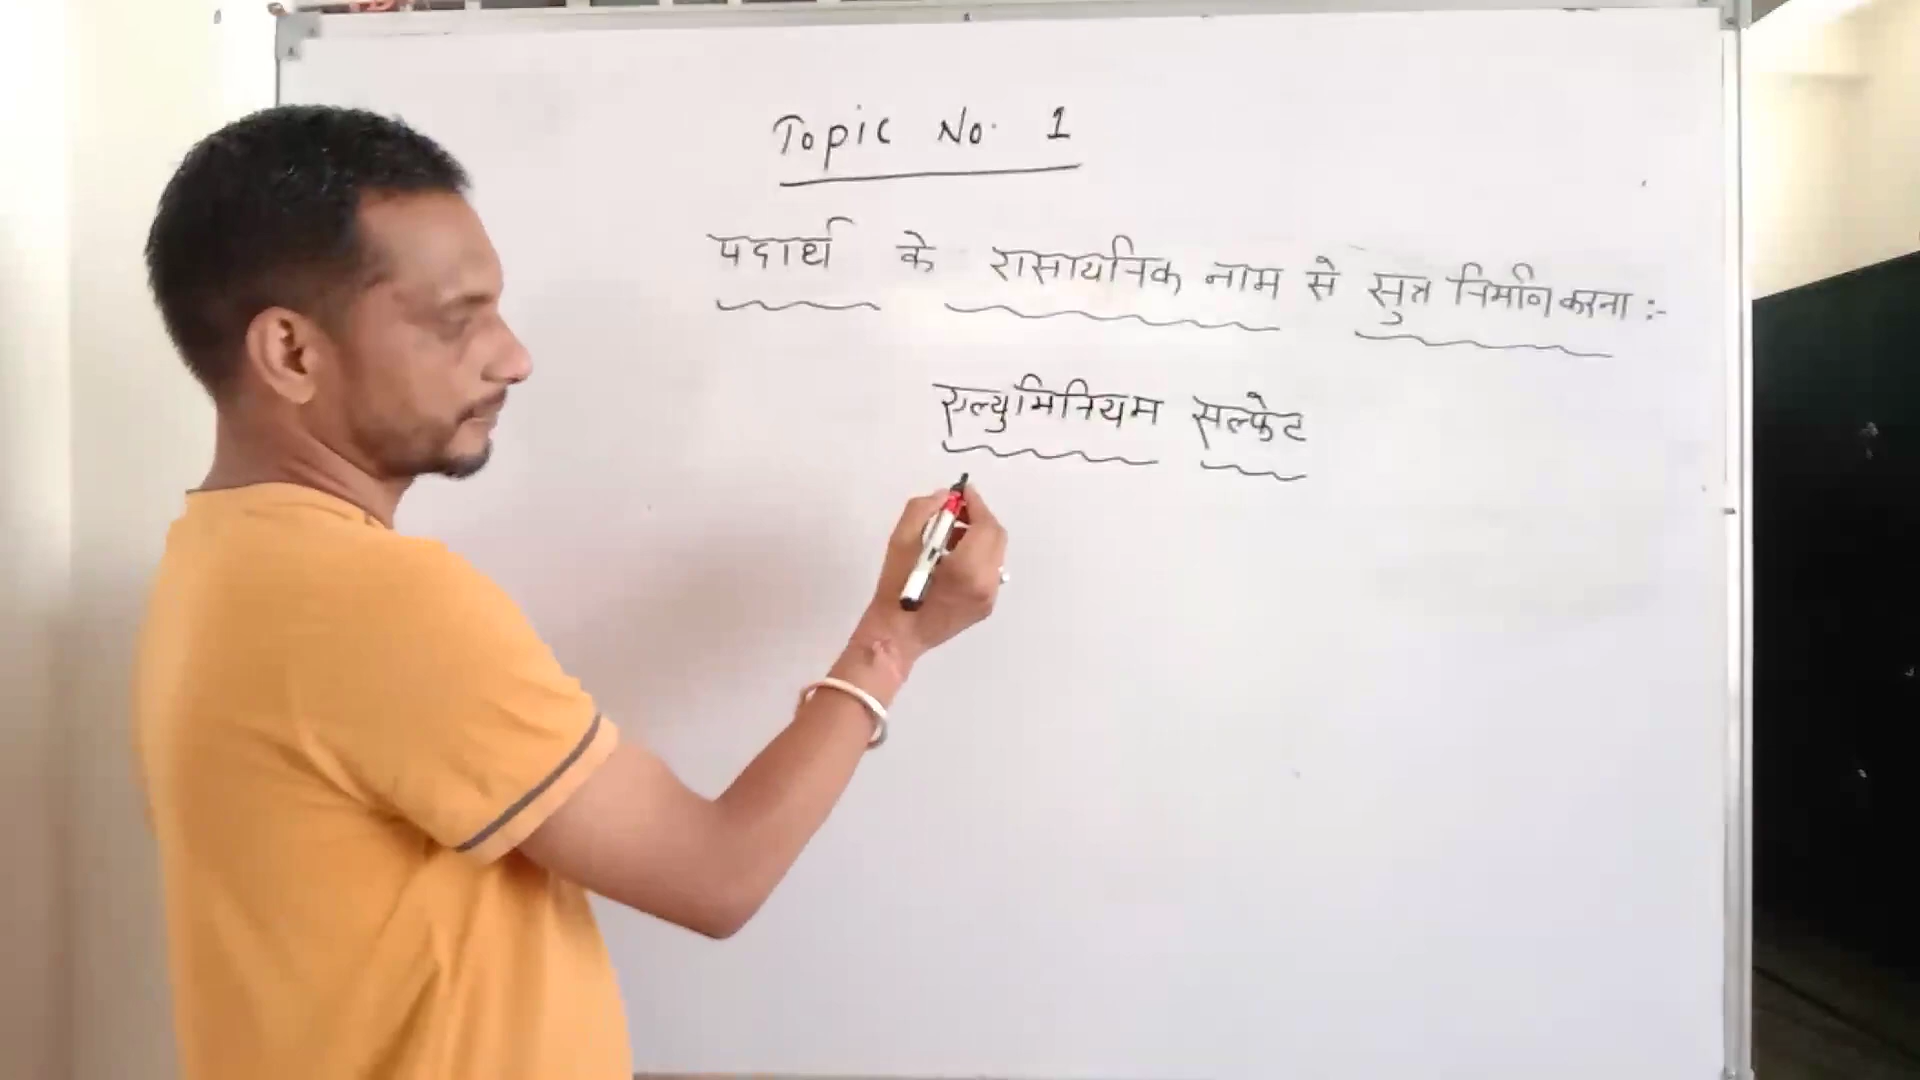 Topic No. 1
पदार्थ के रासायनिक नाम से सुत्र निर्माण करना :-
एल्युमिनियम सल्फेट